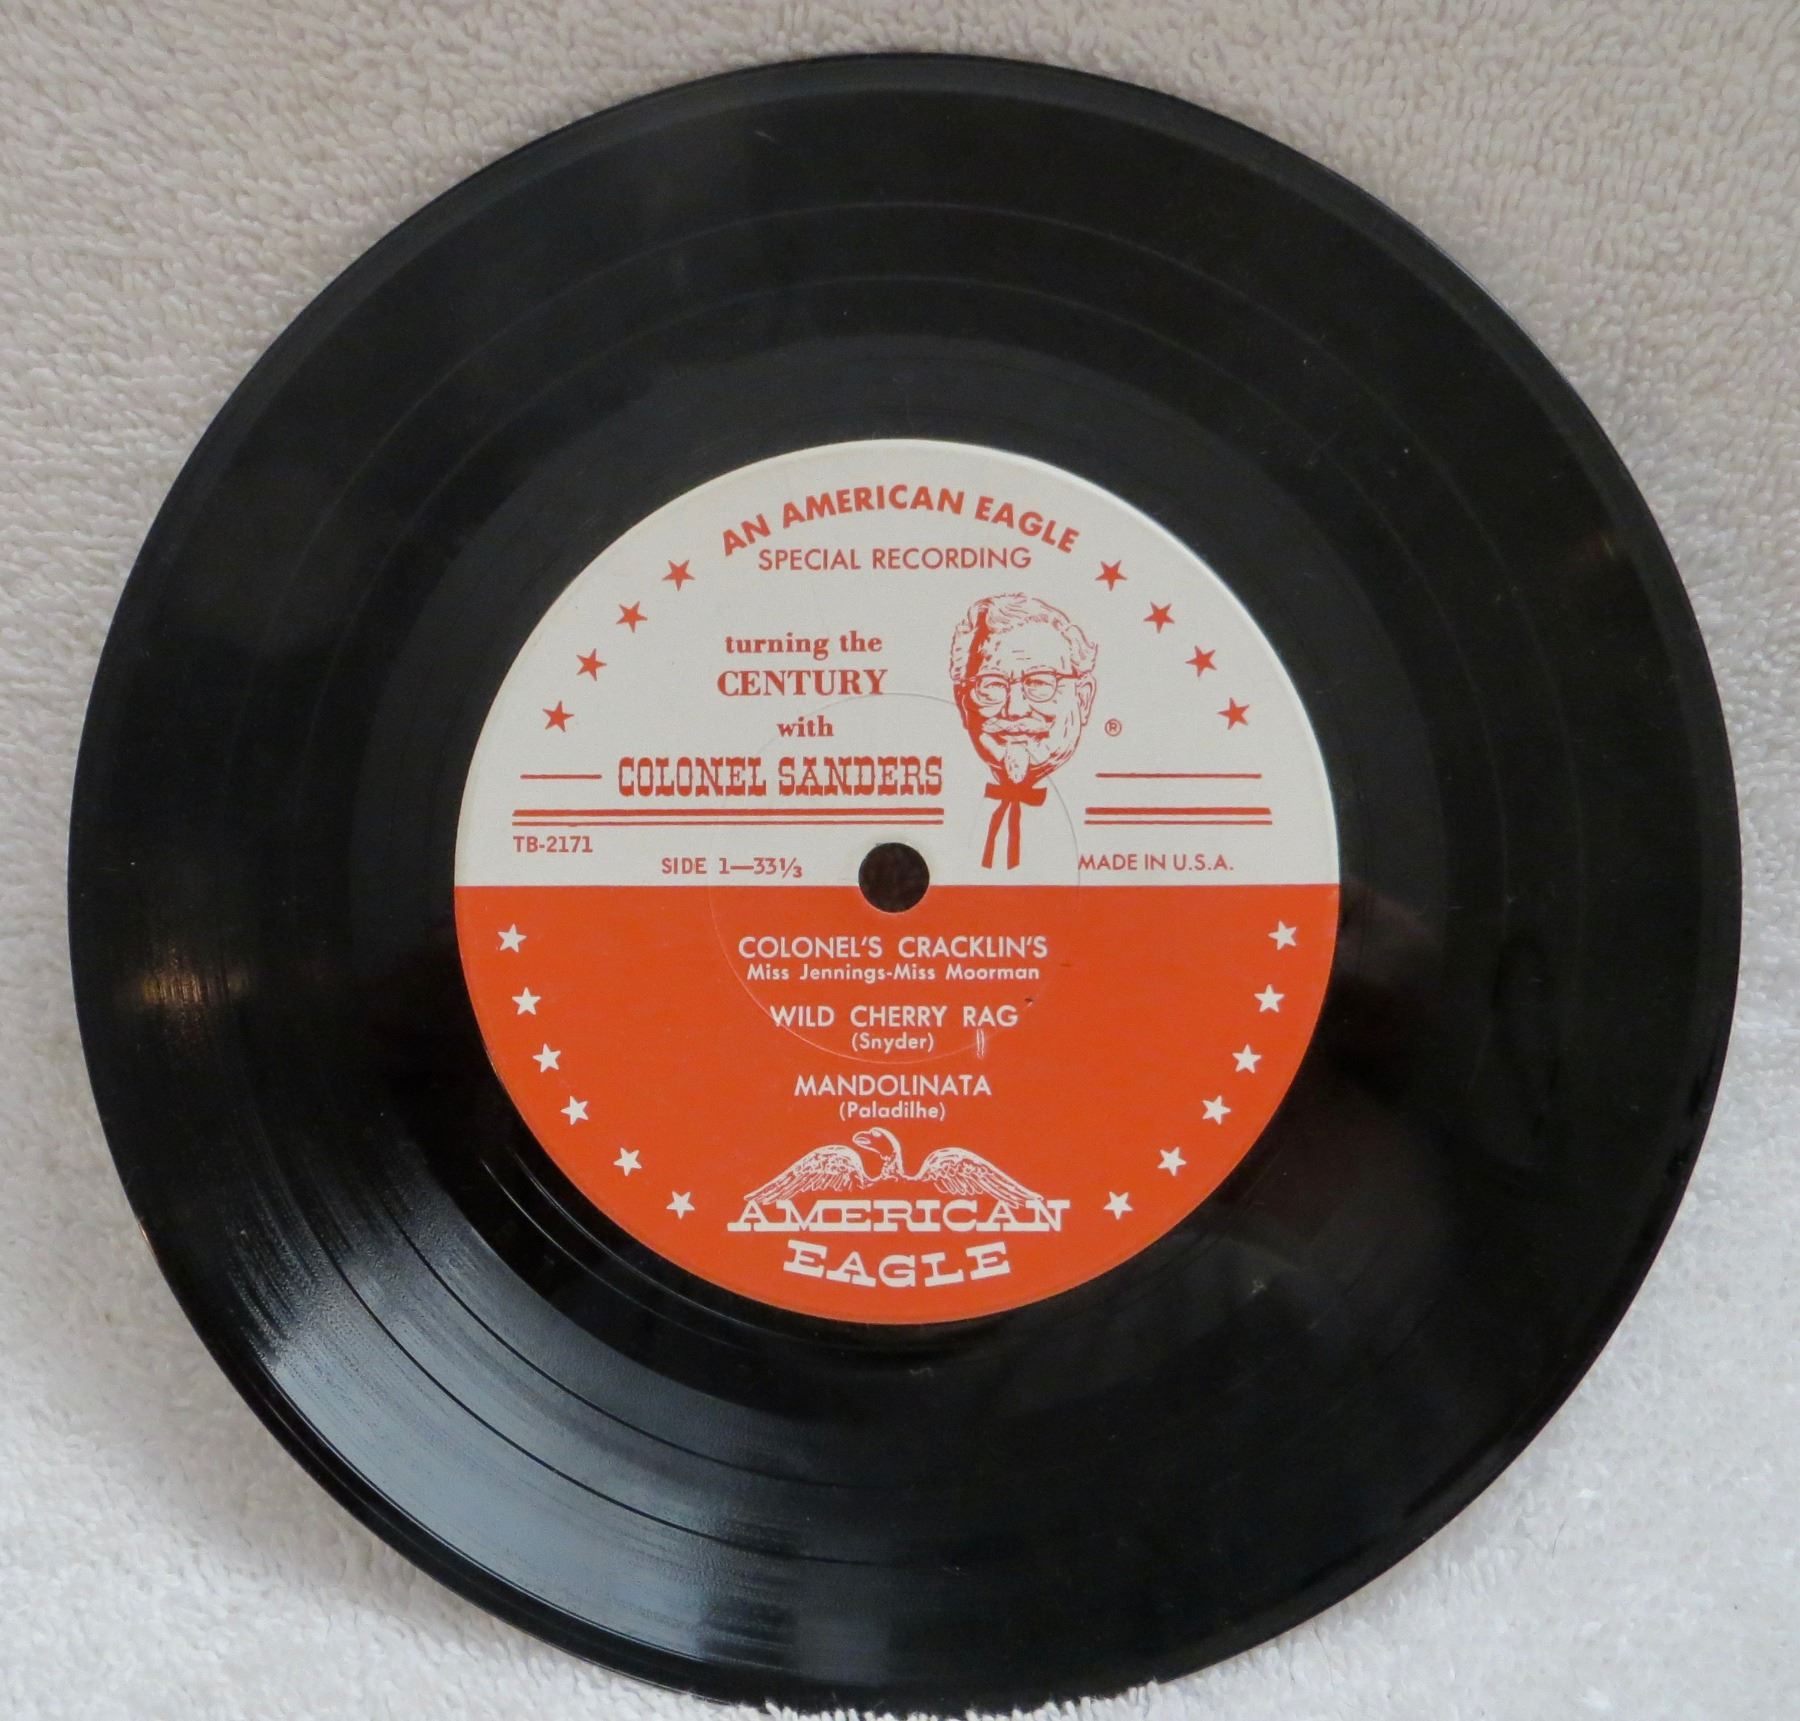 AN AMERICAN EAGLE
SPECIAL RECORDING
turning the
CENTURY
with
COLONEL SANDERS
®
TB-2171
SIDE 1—33⅓
MADE IN U.S.A.
COLONEL'S CRACKLIN'S
Miss Jennings-Miss Moorman
WILD CHERRY RAG
(Snyder)
MANDOLINATA
(Paladilhe)
AMERICAN
EAGLE